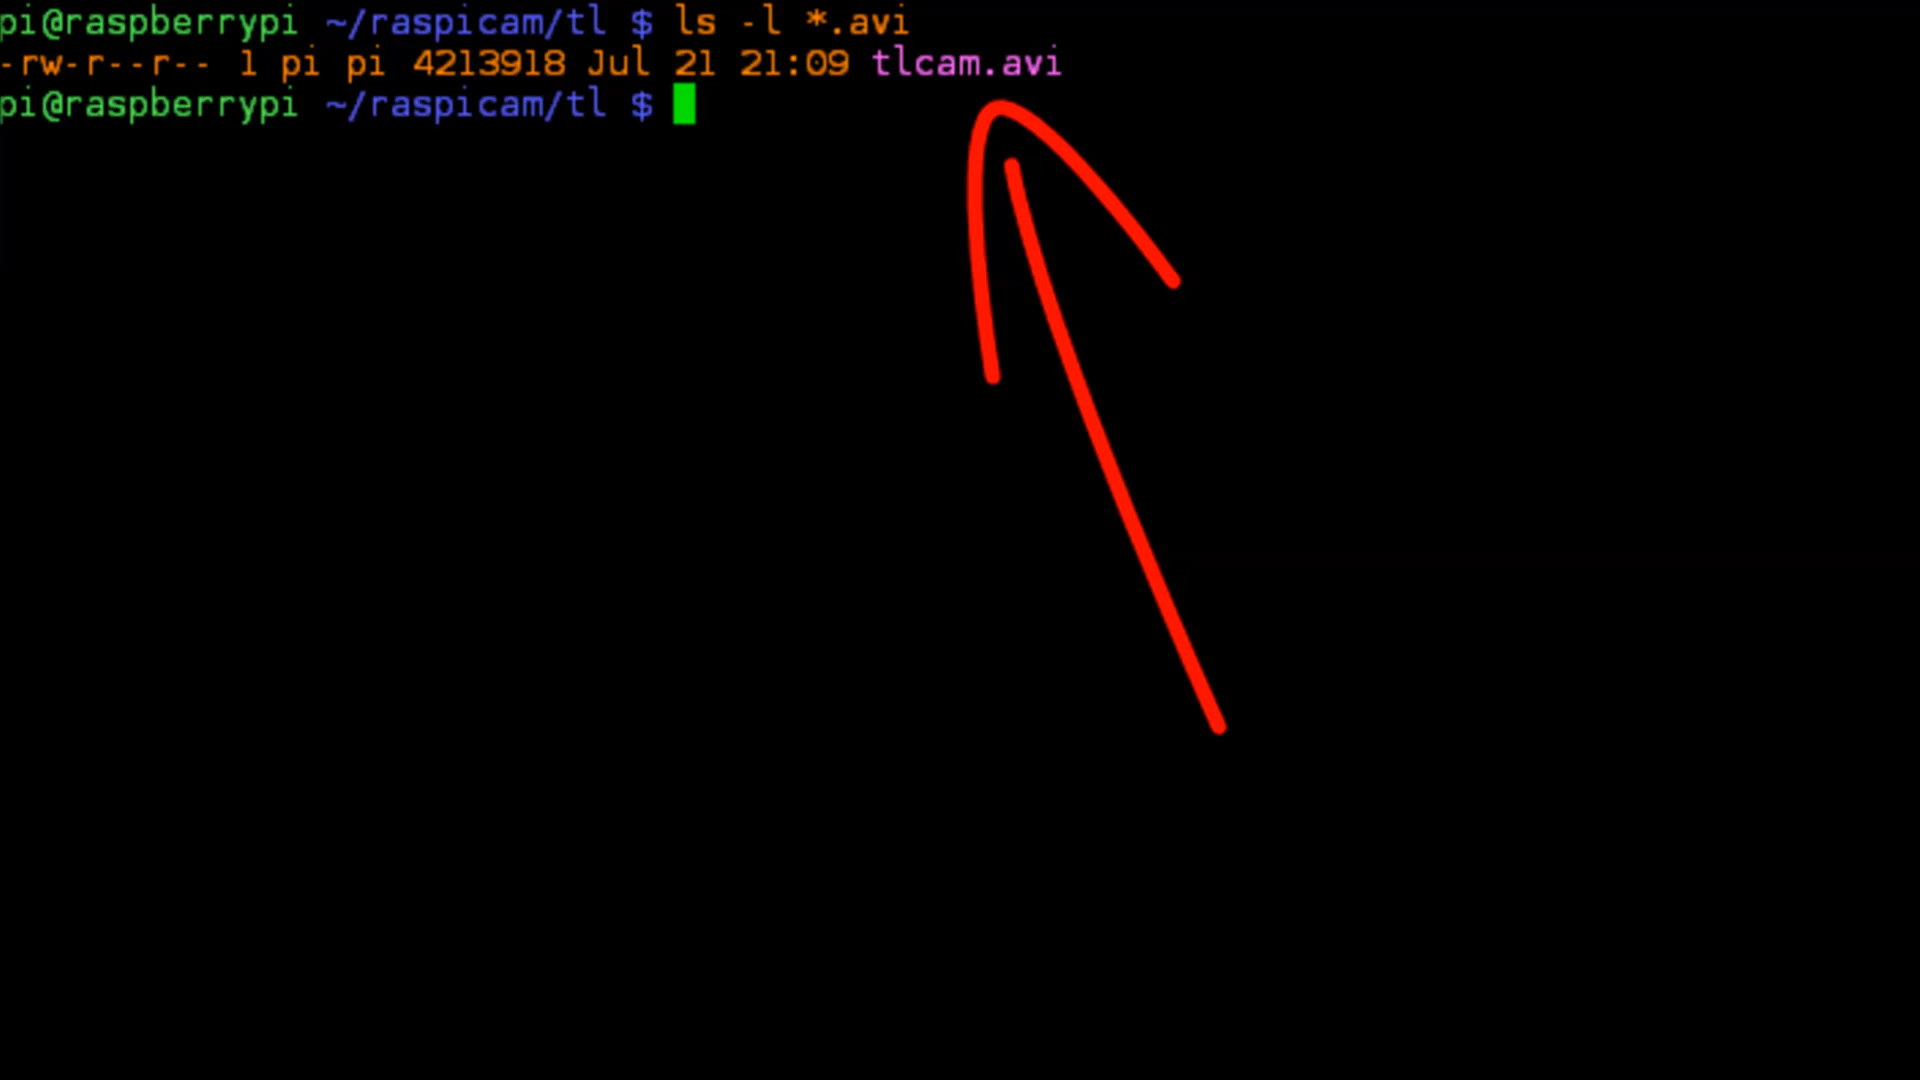 pi@raspberrypi ~/raspicam/tl $ ls -l *.avi
-rw-r--r-- 1 pi pi 4213918 Jul 21 21:09 tlcam.avi
pi@raspberrypi ~/raspicam/tl $